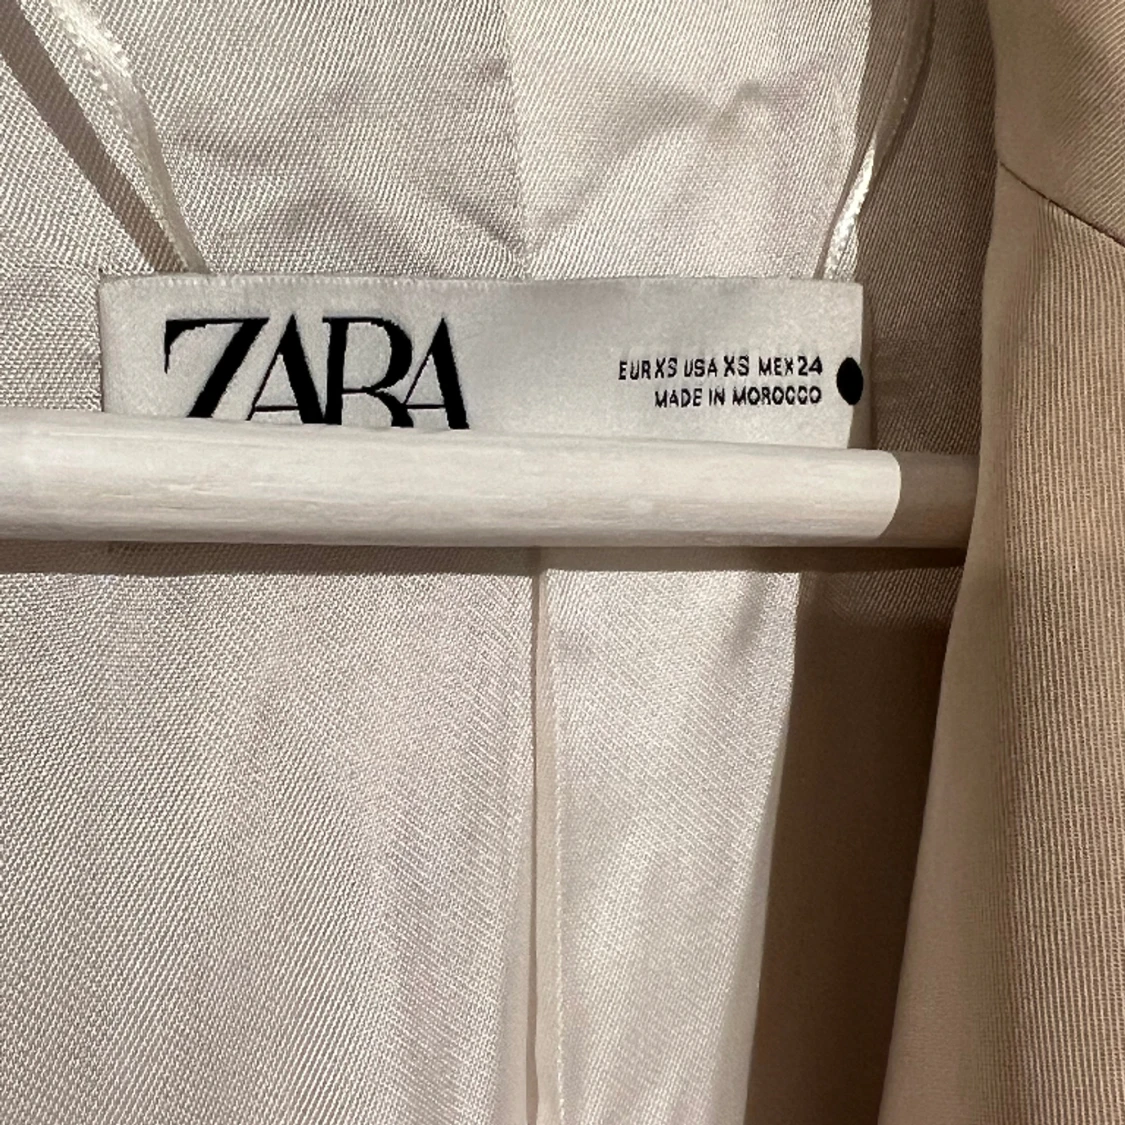 ZARA
EUR XS USA XS MEX 24
MADE IN MOROCCO